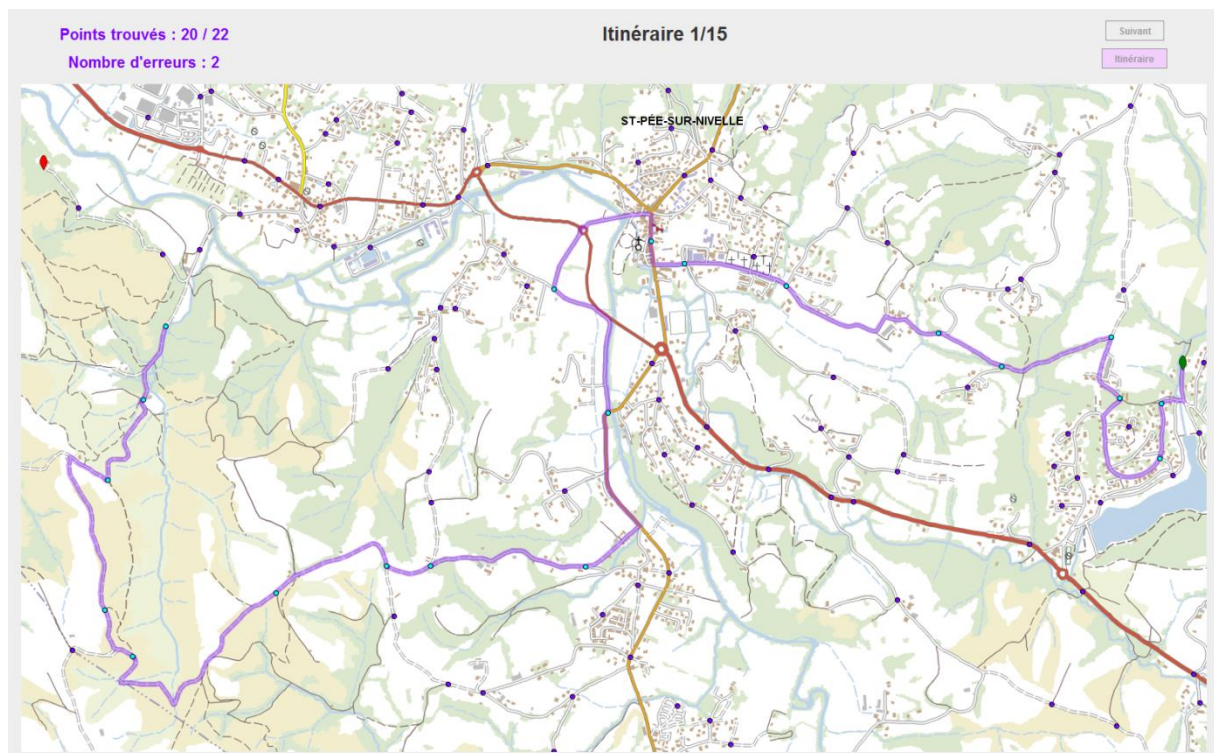 Points trouvés : 20 / 22
Itinéraire 1/15
Suivant
Nombre d'erreurs : 2
Itinéraire
ST-PÉE-SUR-NIVELLE